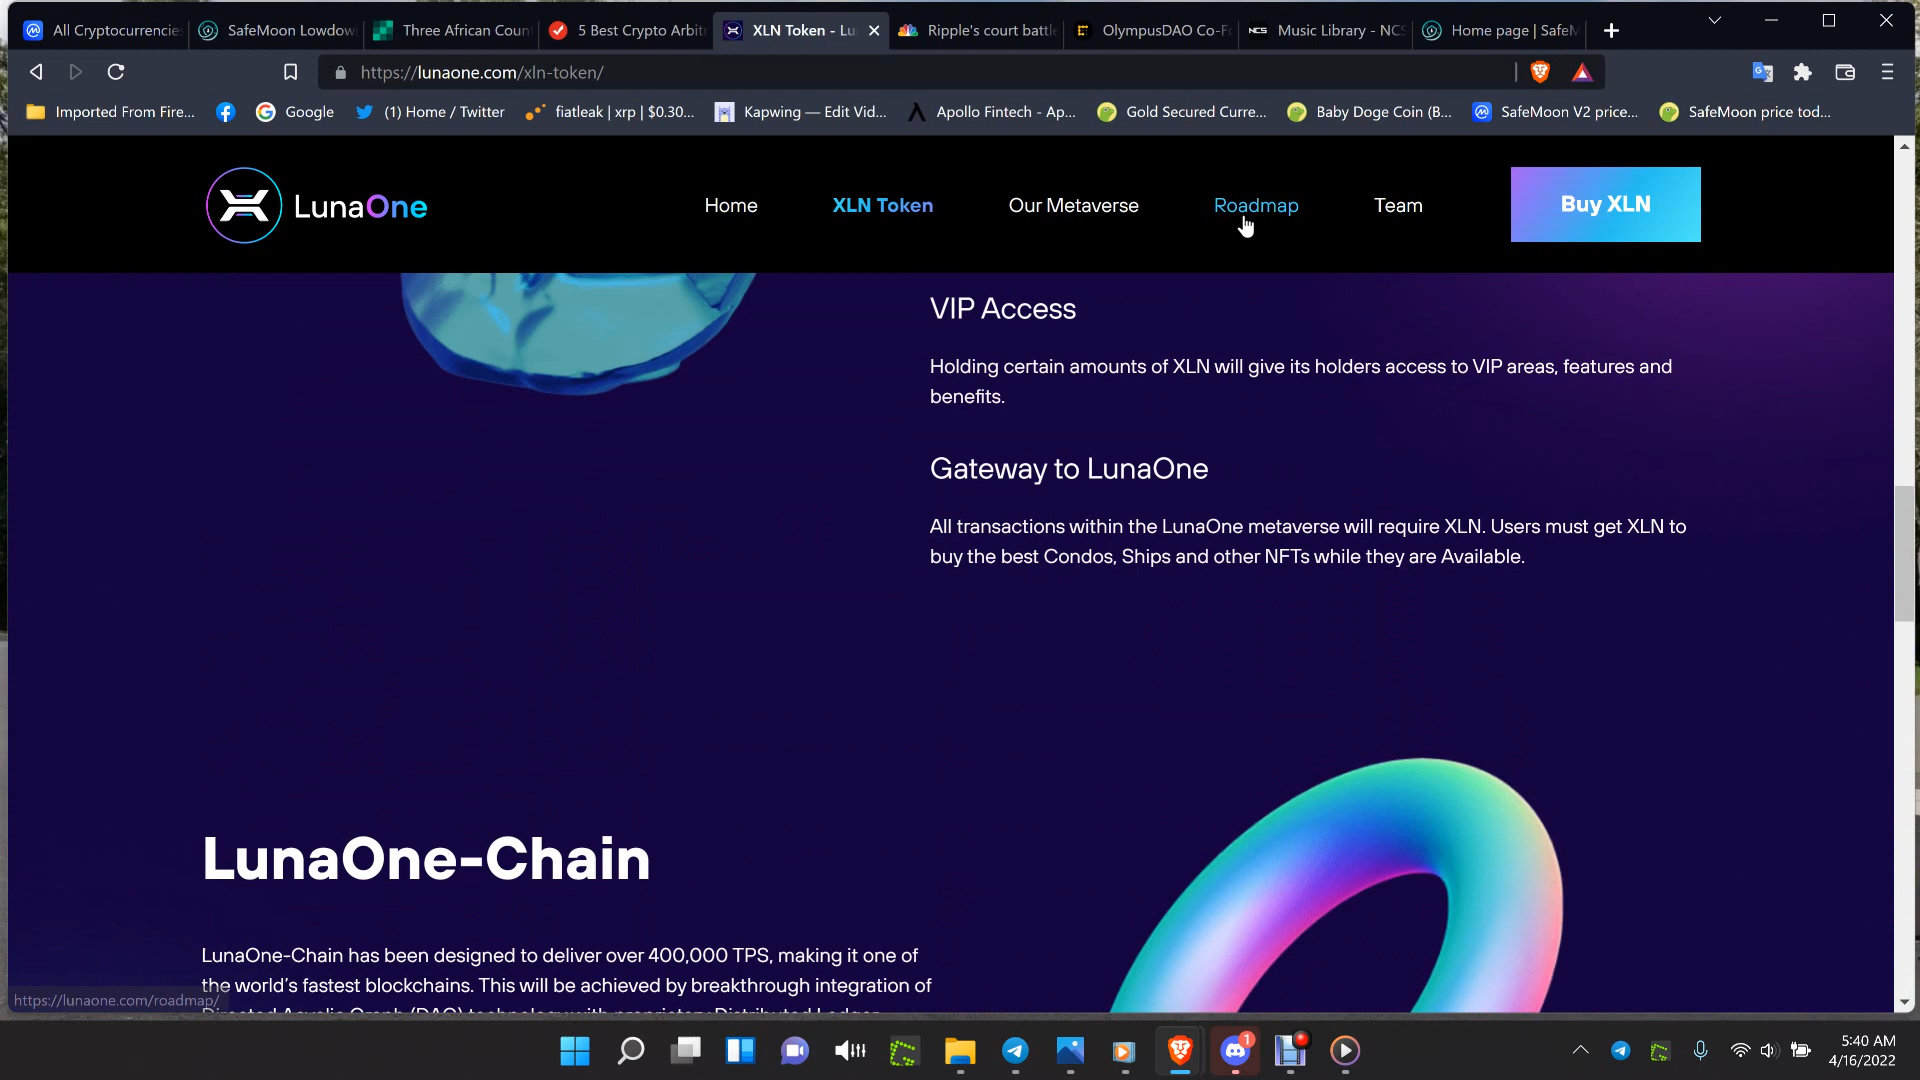 All Cryptocurrencie
SafeMoon Lowdow
Three African Coun
5 Best Crypto Arbit
XLN Token - Lu
Ripple's court battle
OlympusDAO Co-F
NCS
Music Library - NC
Home page | SafeM
https://lunaone.com/xln-token/
Imported From Fire...
Google
(1) Home / Twitter
fiatleak | xrp | $0.30...
Kapwing — Edit Vid...
Apollo Fintech - Ap...
Gold Secured Curre...
Baby Doge Coin (B...
SafeMoon V2 price...
SafeMoon price tod...
LunaOne
Home
XLN Token
Our Metaverse
Roadmap
Team
Buy XLN
VIP Access
Holding certain amounts of XLN will give its holders access to VIP areas, features and
benefits.
Gateway to LunaOne
All transactions within the LunaOne metaverse will require XLN. Users must get XLN to
buy the best Condos, Ships and other NFTs while they are Available.
LunaOne-Chain
LunaOne-Chain has been designed to deliver over 400,000 TPS, making it one of
the world's fastest blockchains. This will be achieved by breakthrough integration of
https://lunaone.com/roadmap/
1
5:40 AM
4/16/2022